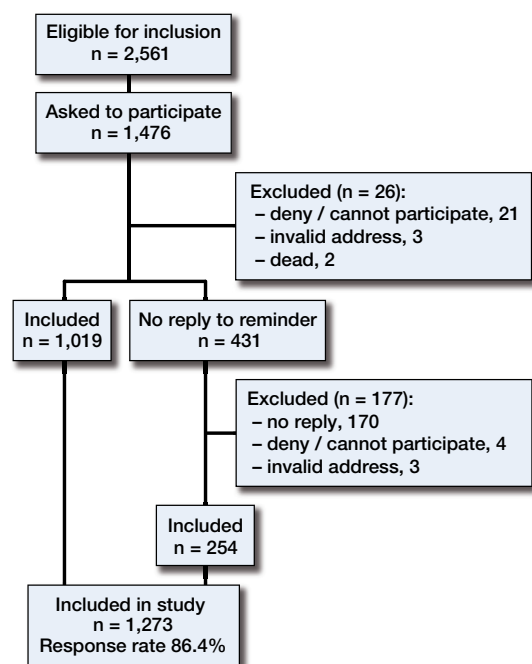 Eligible for inclusion
n = 2,561
Asked to participate
n = 1,476
Excluded (n = 26):
– deny / cannot participate, 21
– invalid address, 3
– dead, 2
Included
n = 1,019
No reply to reminder
n = 431
Excluded (n = 177):
– no reply, 170
– deny / cannot participate, 4
– invalid address, 3
Included
n = 254
Included in study
n = 1,273
Response rate 86.4%